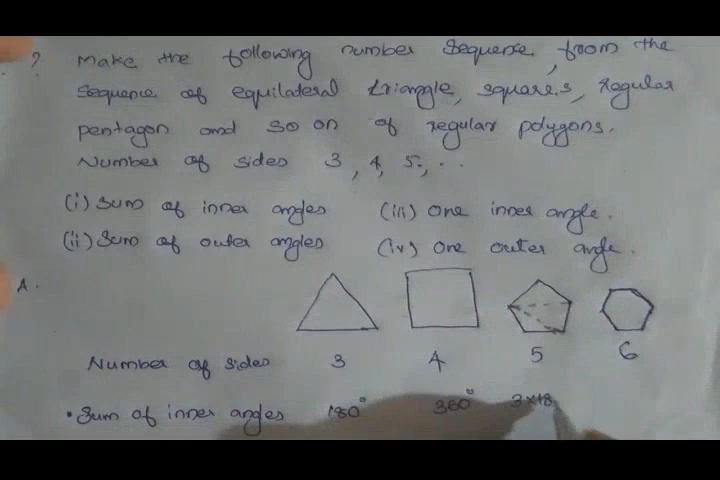 ? Make the following number sequence, from the
sequence of equilateral triangle, squares, regular
pentagon and so on of regular polygons.
Number of sides 3, 4, 5, ...
(i) Sum of inner angles (iii) One inner angle.
(ii) Sum of outer angles (iv) One outer angle.
A.
Number of sides 3 4 5 6
• Sum of inner angles 180° 360° 3×18